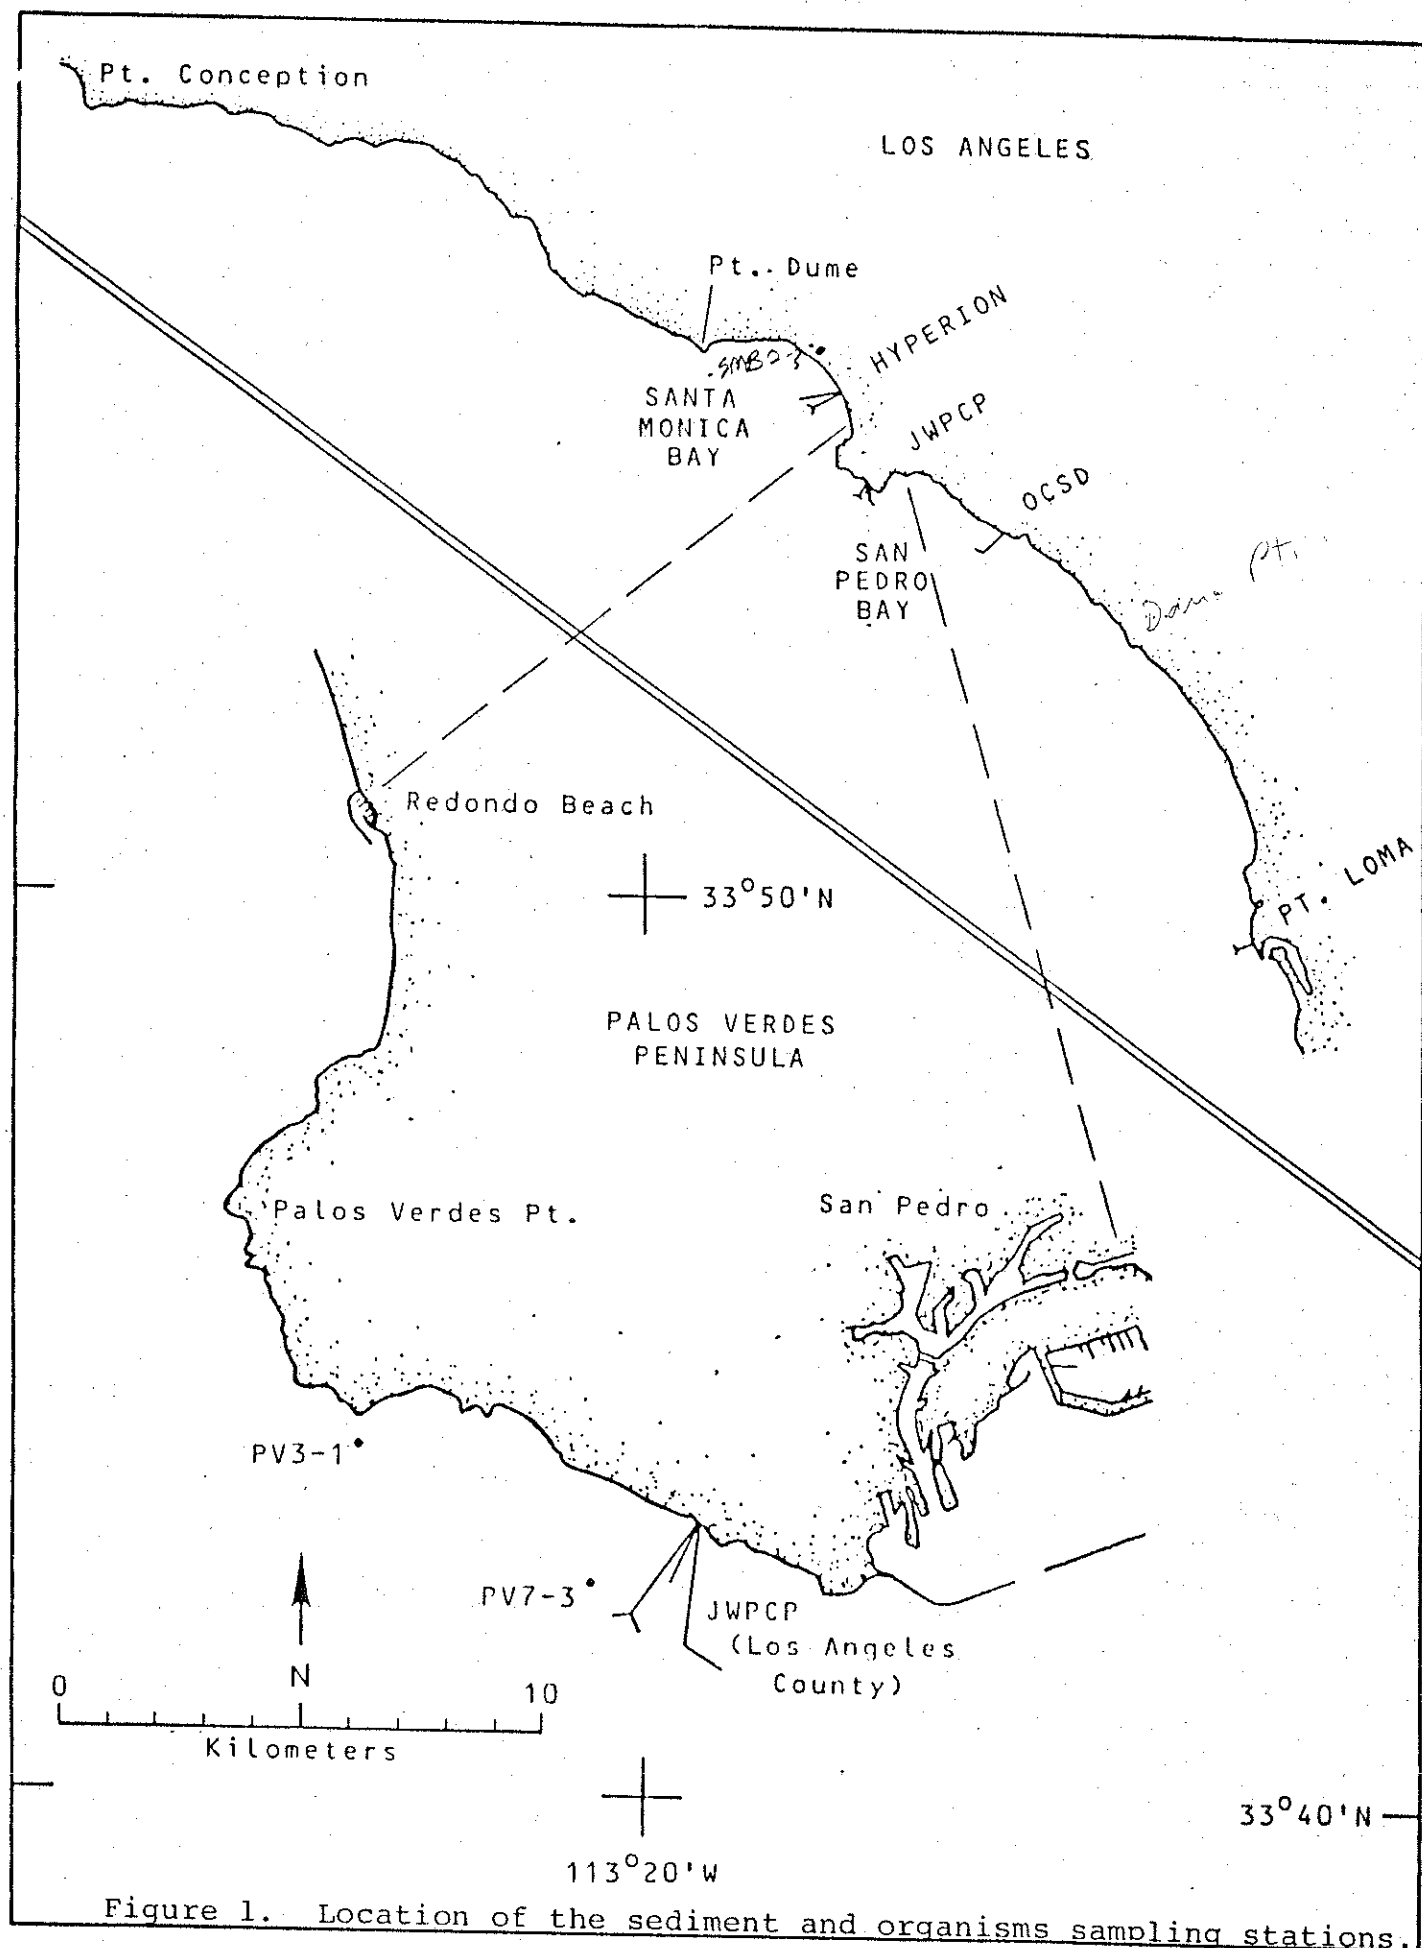 Pt. Conception
LOS ANGELES
Pt. Dume
HYPERION
SMB
SANTA
MONICA
BAY
JWPCP
OCSD
SAN
PEDRO
BAY
Pt.
Redondo Beach
33°50'N
PT. LOMA
PALOS VERDES
PENINSULA
Palos Verdes Pt.
San Pedro
PV3-1
PV7-3
JWPCP
(Los Angeles
County)
N
0 10
Kilometers
33°40'N
113°20'W
Figure 1. Location of the sediment and organisms sampling stations.